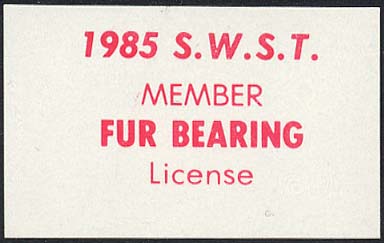 1985 S.W.S.T.
MEMBER
FUR BEARING
License